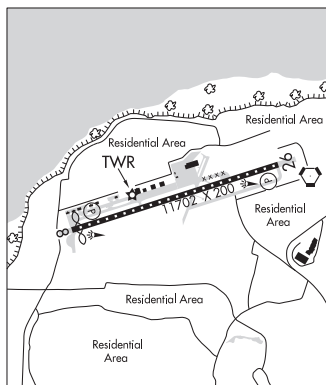 Residential Area
Residential Area
TWR
26
P
P
11702 X 200
8
Residential
Area
Residential Area
Residential
Area